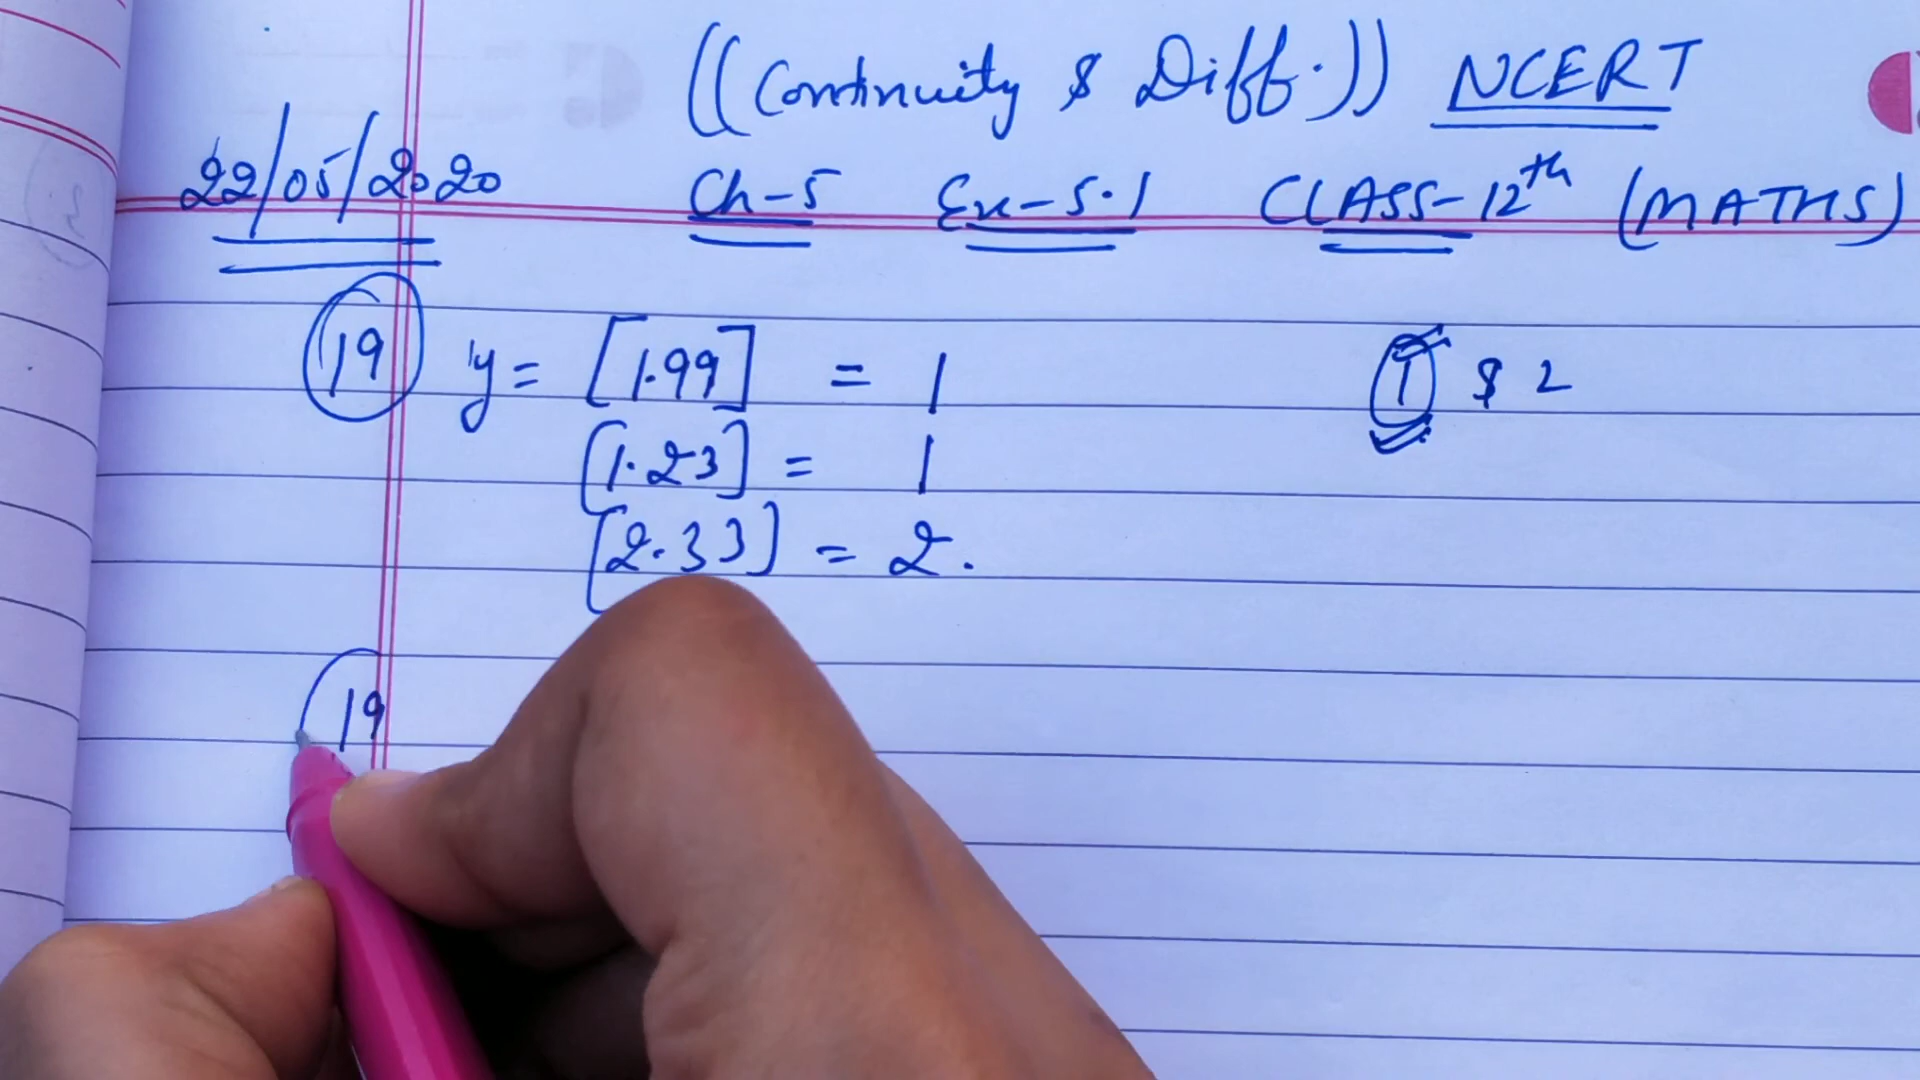 ((Continuity & Diff.)) NCERT
22/05/2020 Ch-5 Ex-5.1 CLASS-12th (MATHS)
19 y = [1.99] = 1 1 & 2
[1.23] = 1
[2.33] = 2.
19